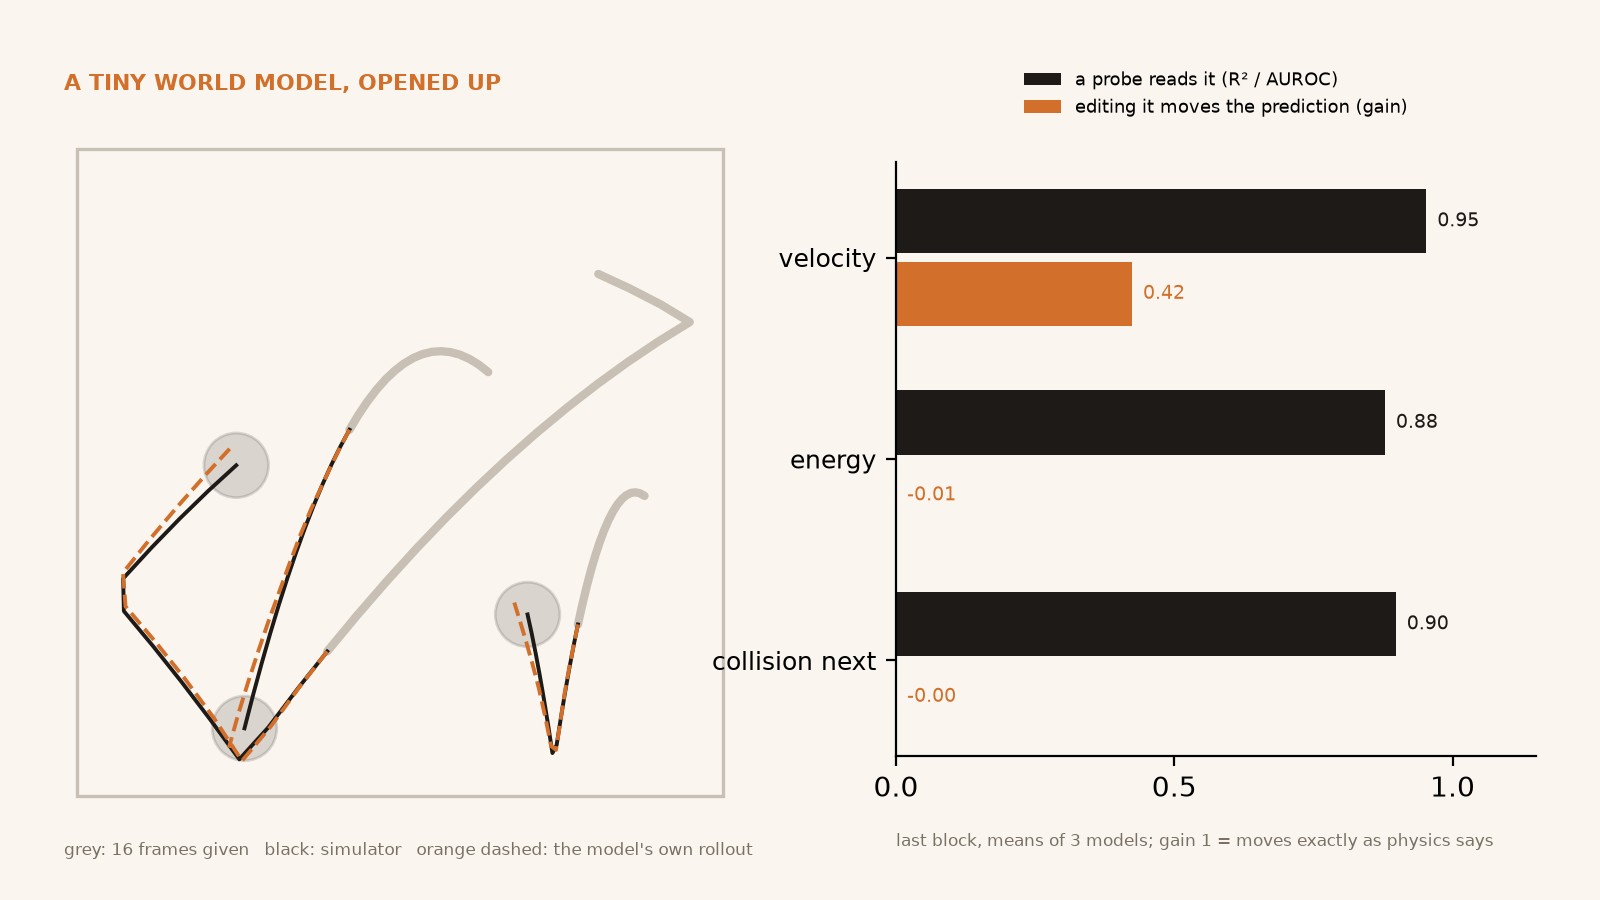 A TINY WORLD MODEL, OPENED UP
a probe reads it (R² / AUROC)
editing it moves the prediction (gain)
velocity
0.95
0.42
energy
0.88
-0.01
collision next
0.90
-0.00
0.0 0.5 1.0
grey: 16 frames given black: simulator orange dashed: the model's own rollout
last block, means of 3 models; gain 1 = moves exactly as physics says